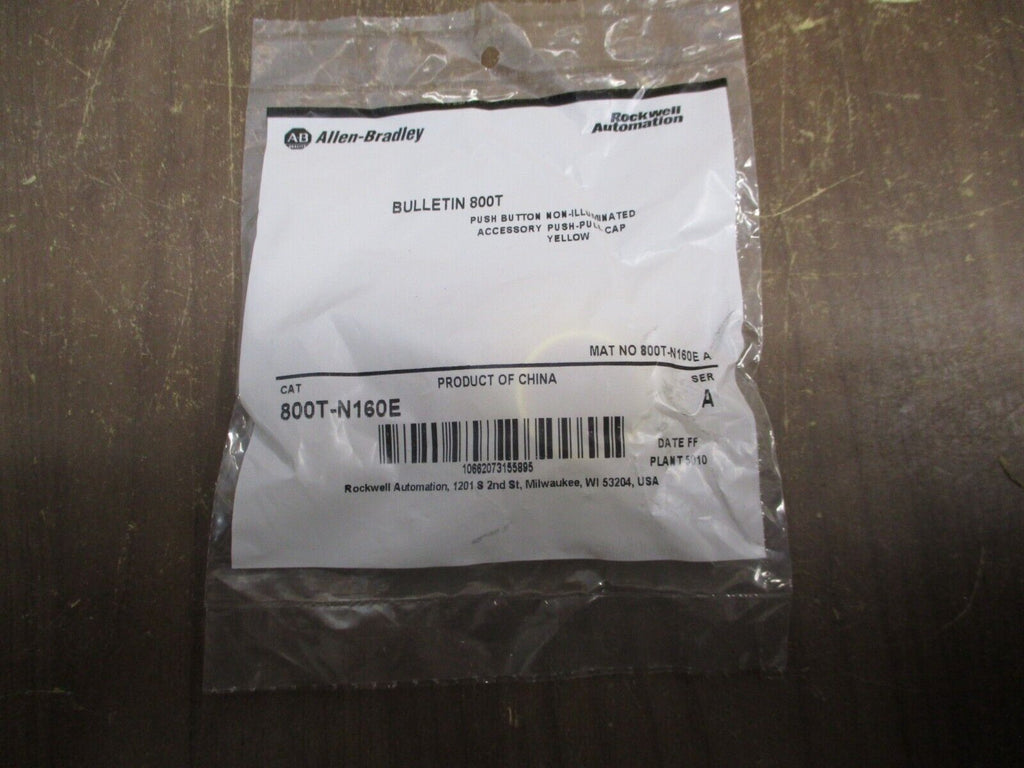 AB Allen-Bradley
Rockwell
Automation
BULLETIN 800T
PUSH BUTTON NON-ILLUMINATED
ACCESSORY PUSH-PULL CAP
YELLOW
MAT NO 800T-N160E A
CAT
PRODUCT OF CHINA
SER
800T-N160E
A
10662073155895
DATE FF
PLANT 5010
Rockwell Automation, 1201 S 2nd St, Milwaukee, WI 53204, USA